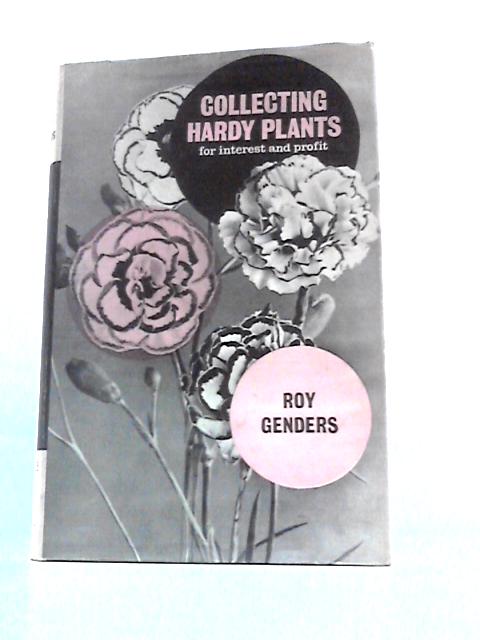 COLLECTING
HARDY PLANTS
for interest and profit
ROY
GENDERS